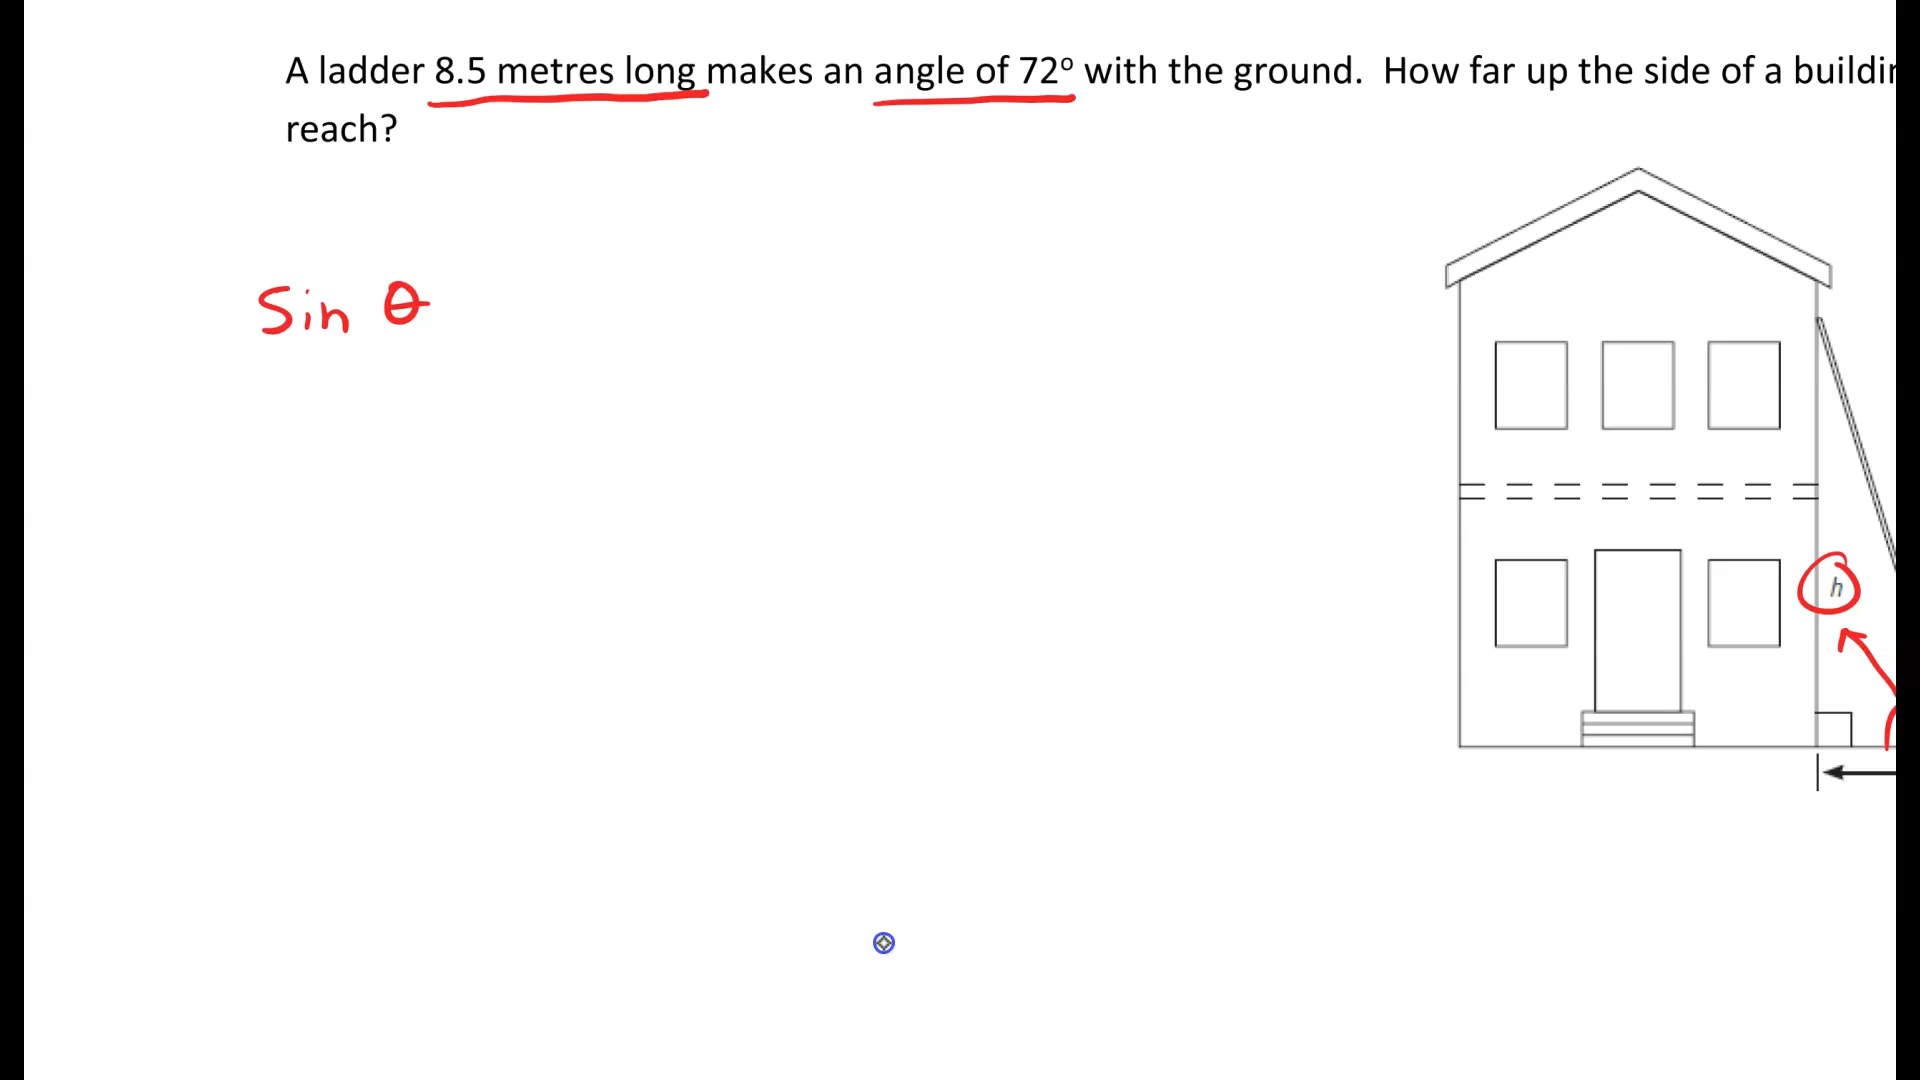 A ladder 8.5 metres long makes an angle of 72° with the ground. How far up the side of a
reach?
Sin θ
h